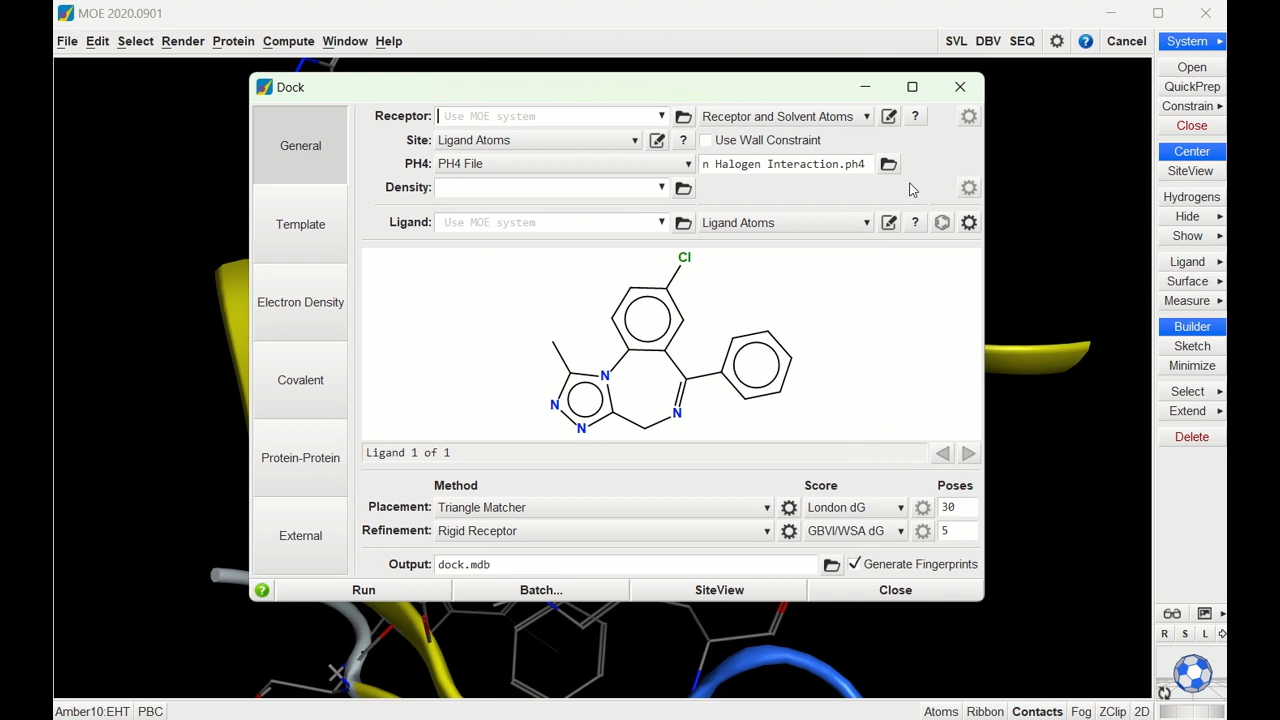 MOE 2020.0901
File Edit Select Render Protein Compute Window Help SVL DBV SEQ Cancel
System
Open
QuickPrep
Constrain
Close
Center
SiteView
Hydrogens
Hide
Show
Ligand
Surface
Measure
Builder
Sketch
Minimize
Select
Extend
Delete
R S L
Dock
General
Template
Electron Density
Covalent
Protein-Protein
External
Receptor: Use MOE system Receptor and Solvent Atoms ?
Site: Ligand Atoms ? Use Wall Constraint
PH4: PH4 File n Halogen Interaction.ph4
Density:
Ligand: Use MOE system Ligand Atoms ?
Cl
N
N
N
N
Ligand 1 of 1
Method Score Poses
Placement: Triangle Matcher London dG 30
Refinement: Rigid Receptor GBVI/WSA dG 5
Output: dock.mdb Generate Fingerprints
? Run Batch... SiteView Close
Amber10:EHT PBC Atoms Ribbon Contacts Fog ZClip 2D